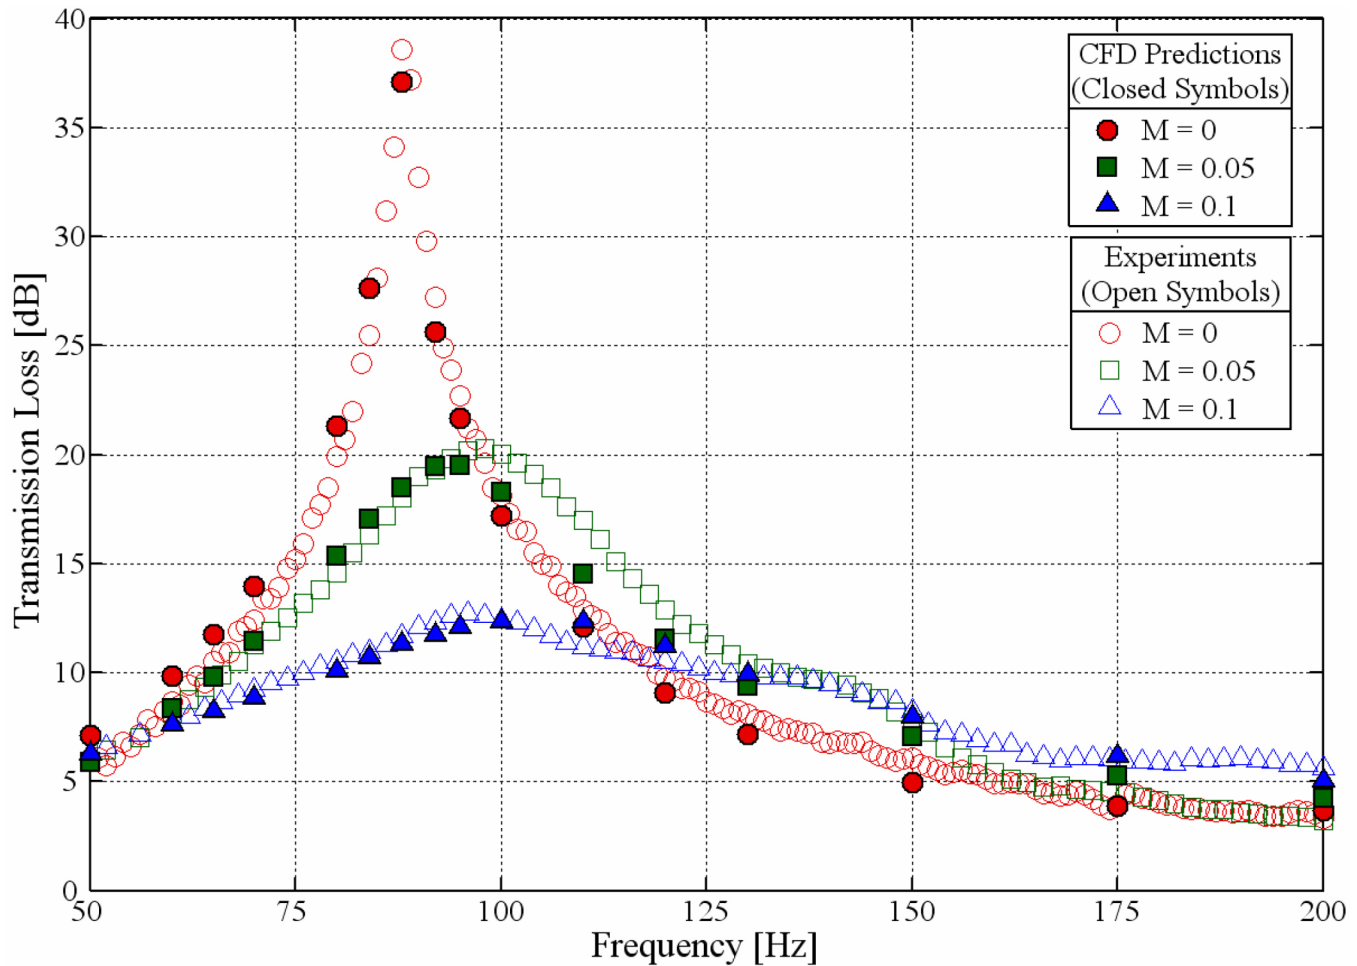 40
35
30
25
20
15
10
5
0
Transmission Loss [dB]
50
75
100
125
150
175
200
Frequency [Hz]
CFD Predictions
(Closed Symbols)
M = 0
M = 0.05
M = 0.1
Experiments
(Open Symbols)
M = 0
M = 0.05
M = 0.1